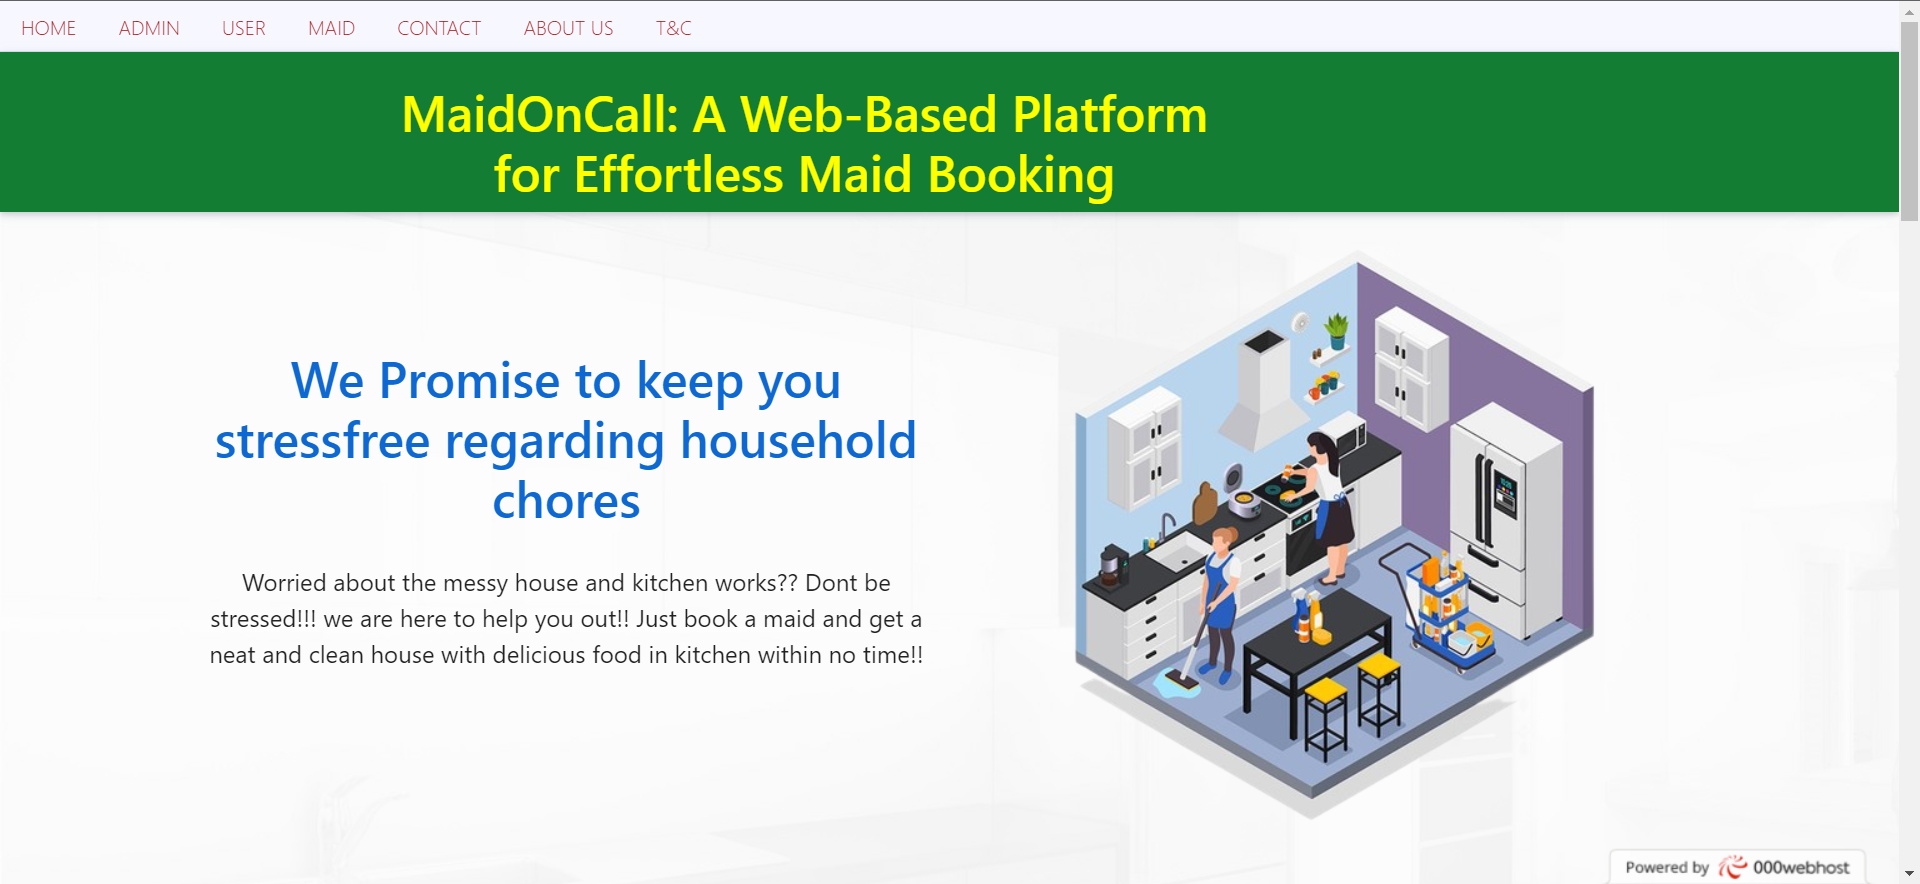 HOME ADMIN USER MAID CONTACT ABOUT US T&C
MaidOnCall: A Web-Based Platform
for Effortless Maid Booking
We Promise to keep you
stressfree regarding household
chores
Worried about the messy house and kitchen works?? Dont be
stressed!!! we are here to help you out!! Just book a maid and get a
neat and clean house with delicious food in kitchen within no time!!
Powered by 000webhost